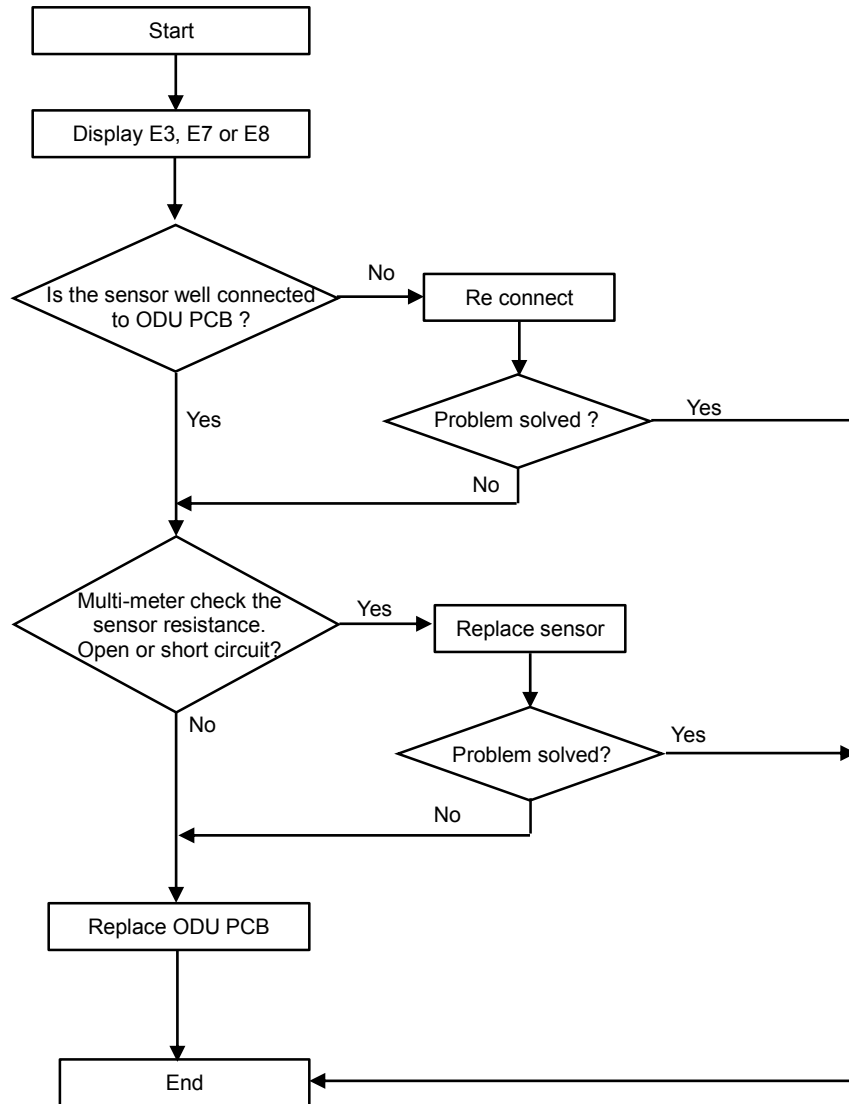 Start
Display E3, E7 or E8
Is the sensor well connected
to ODU PCB ?
No
Re connect
Yes
Problem solved ?
Yes
No
Multi-meter check the
sensor resistance.
Open or short circuit?
Yes
Replace sensor
No
Problem solved?
Yes
No
Replace ODU PCB
End